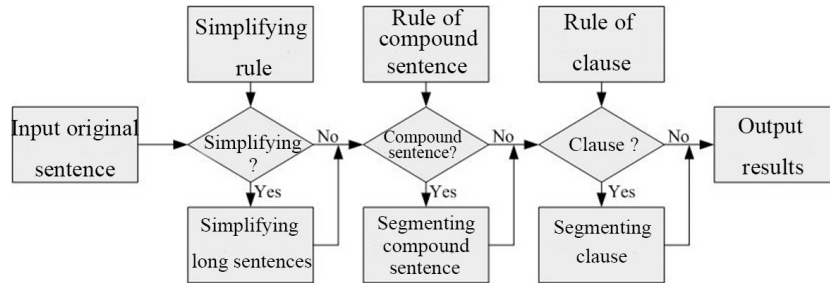 Simplifying
rule
Rule of
compound
sentence
Rule of
clause
Input original
sentence
Simplifying
?
No
Compound
sentence?
No
Clause ?
No
Output
results
Yes
Yes
Yes
Simplifying
long sentences
Segmenting
compound
sentence
Segmenting
clause